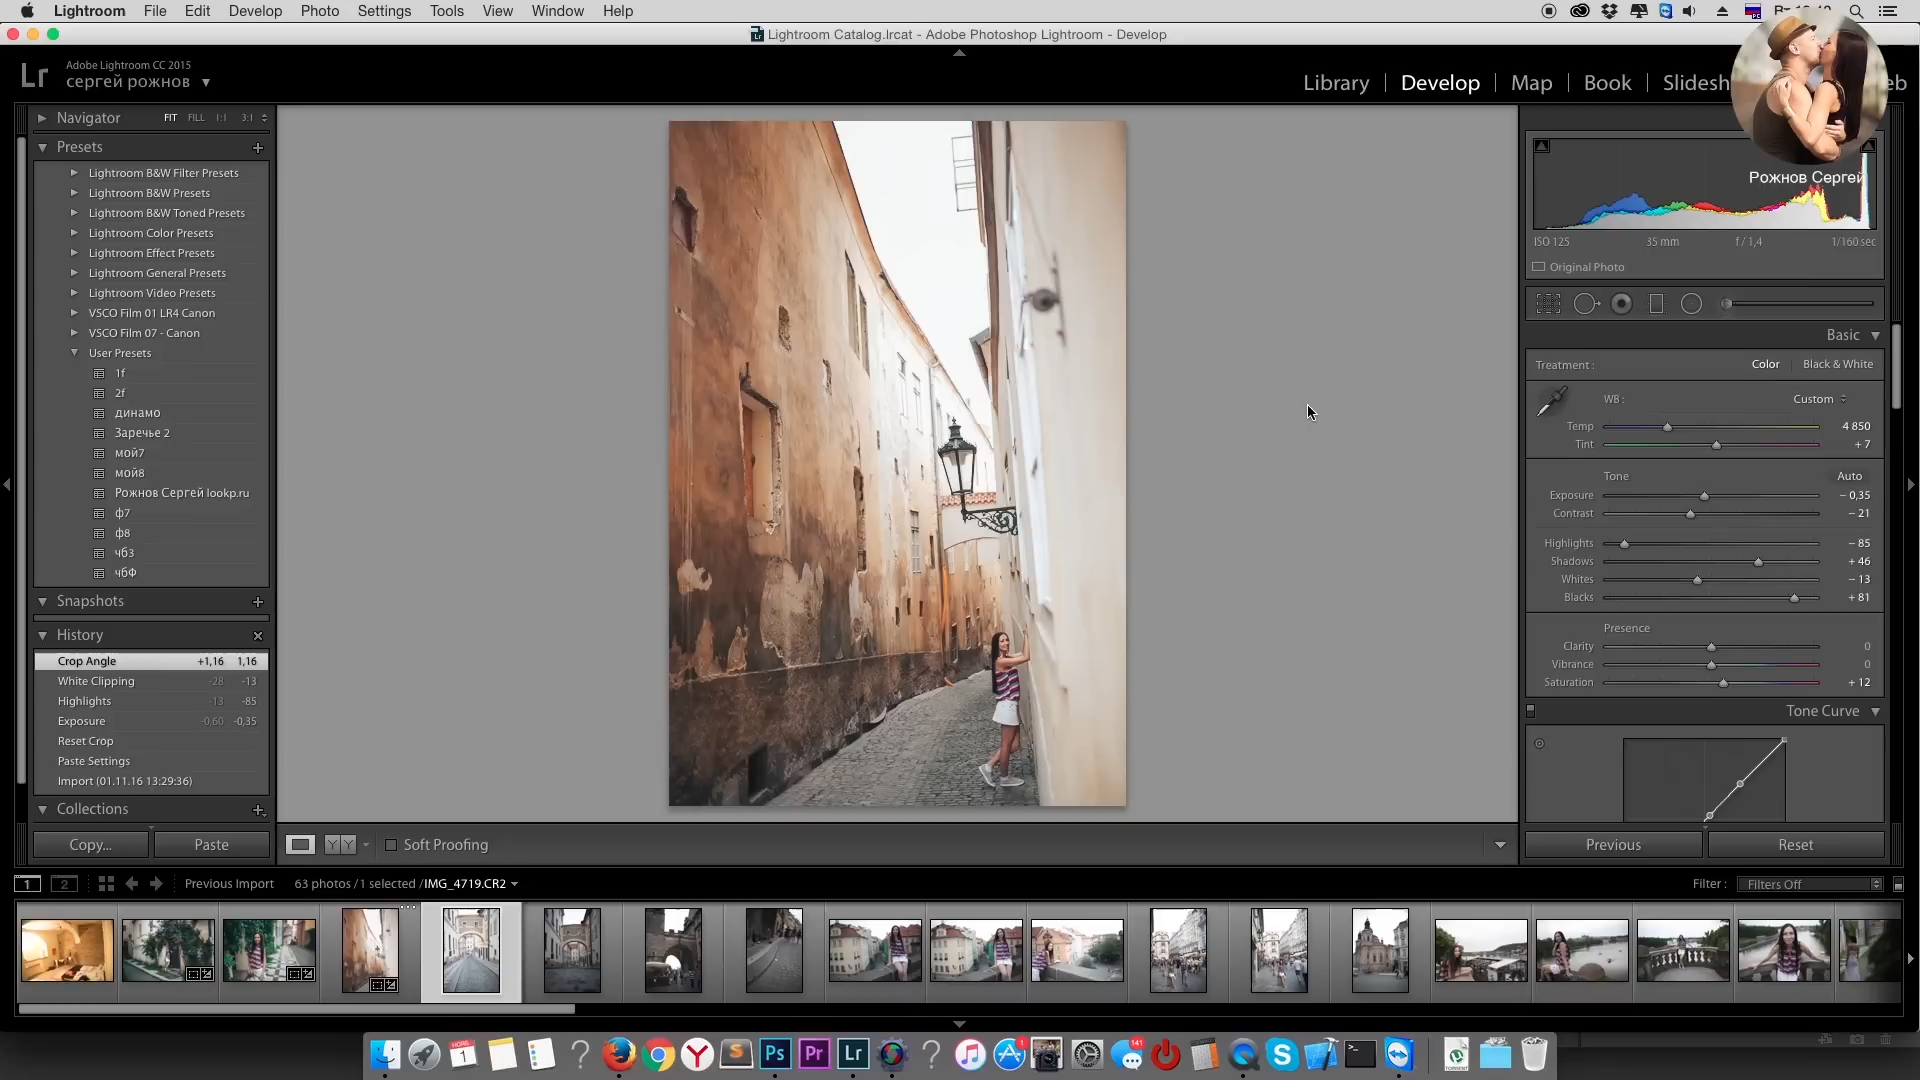 Lightroom File Edit Develop Photo Settings Tools View Window Help
Lightroom Catalog.lrcat - Adobe Photoshop Lightroom - Develop
Lr Adobe Lightroom CC 2015
сергей рожнов
Library | Develop | Map | Book | Slidesh
Navigator FIT FILL 1:1 3:1
Presets
Lightroom B&W Filter Presets
Lightroom B&W Presets
Lightroom B&W Toned Presets
Lightroom Color Presets
Lightroom Effect Presets
Lightroom General Presets
Lightroom Video Presets
VSCO Film 01 LR4 Canon
VSCO Film 07 - Canon
User Presets
1f
2f
динамо
Заречье 2
мой7
мой8
Рожнов Сергей lookp.ru
ф7
ф8
чб3
чбФ
Snapshots
History
Crop Angle +1,16 1,16
White Clipping -28 -13
Highlights -13 -85
Exposure -0,60 -0,35
Reset Crop
Paste Settings
Import (01.11.16 13:29:36)
Collections
Copy... Paste
Soft Proofing
Рожнов Сергей
ISO 125 35 mm f / 1,4 1/160 sec
Original Photo
Basic
Treatment : Color Black & White
WB : Custom
Temp 4 850
Tint + 7
Tone Auto
Exposure − 0,35
Contrast − 21
Highlights − 85
Shadows + 46
Whites − 13
Blacks + 81
Presence
Clarity 0
Vibrance 0
Saturation + 12
Tone Curve
Previous Reset
1 2 Previous Import 63 photos / 1 selected / IMG_4719.CR2 Filter : Filters Off
1 Ps Pr Lr 1 141
TORRENT